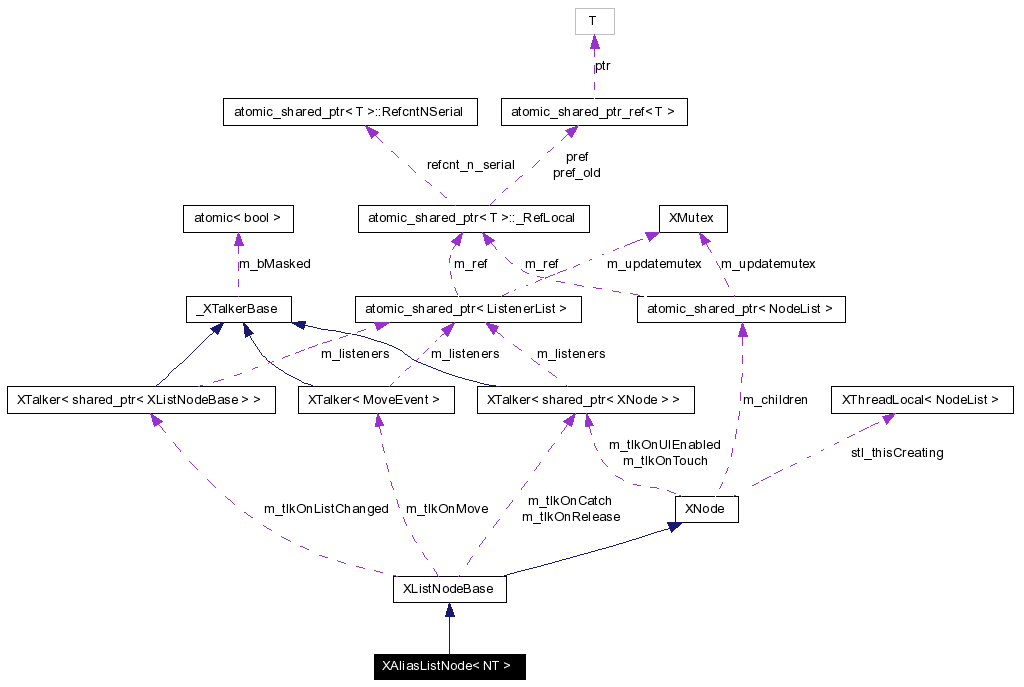 T
ptr
atomic_shared_ptr< T >::RefcntNSerial
atomic_shared_ptr_ref< T >
refcnt_n_serial
pref
pref_old
atomic< bool >
atomic_shared_ptr< T >::_RefLocal
XMutex
m_bMasked
m_ref
m_ref
m_updatemutex
m_updatemutex
_XTalkerBase
atomic_shared_ptr< ListenerList >
atomic_shared_ptr< NodeList >
m_listeners
m_listeners
m_listeners
XTalker< shared_ptr< XListNodeBase > >
XTalker< MoveEvent >
XTalker< shared_ptr< XNode > >
m_children
XThreadLocal< NodeList >
m_tlkOnUIEnabled
m_tlkOnTouch
stl_thisCreating
m_tlkOnListChanged
m_tlkOnMove
m_tlkOnCatch
m_tlkOnRelease
XNode
XListNodeBase
XAliasListNode< NT >